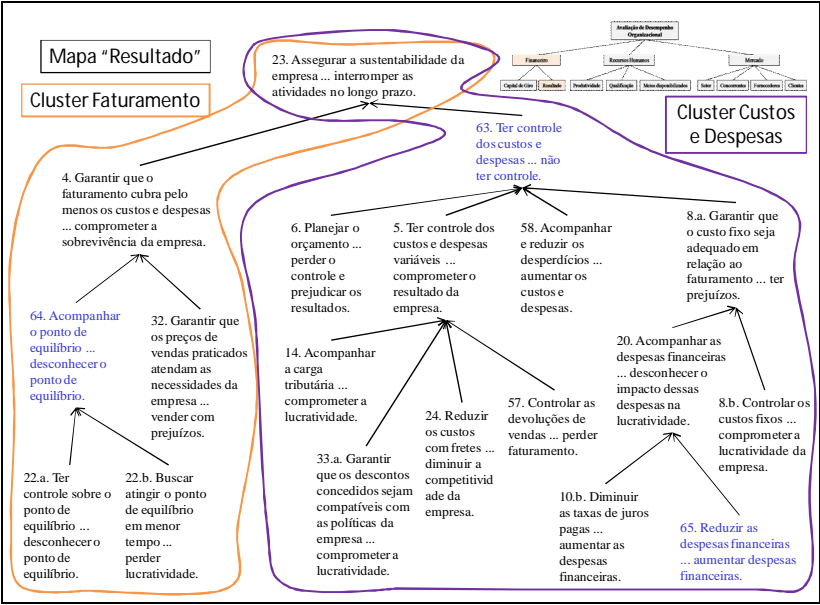 Mapa “Resultado”
Cluster Faturamento
23. Assegurar a sustentabilidade da
empresa ... interromper as
atividades no longo prazo.
Avaliação de Desempenho
Organizacional
Financeiro
Recursos Humanos
Mercado
Capital de Giro
Resultado
Produtividade
Qualificação
Meios disponibilizados
Setor
Concorrentes
Fornecedores
Clientes
Cluster Custos
e Despesas
63. Ter controle
dos custos e
despesas ... não
ter controle.
4. Garantir que o
faturamento cubra pelo
menos os custos e despesas
... comprometer a
sobrevivência da empresa.
6. Planejar o
orçamento ...
perder o
controle e
prejudicar os
resultados.
5. Ter controle dos
custos e despesas
variáveis ...
comprometer o
resultado da
empresa.
58. Acompanhar
e reduzir os
desperdícios ...
aumentar os
custos e
despesas.
8.a. Garantir que
o custo fixo seja
adequado em
relação ao
faturamento ... ter
prejuízos.
64. Acompanhar
o ponto de
equilíbrio ...
desconhecer o
ponto de
equilíbrio.
32. Garantir que
os preços de
vendas praticados
atendam as
necessidades da
empresa ...
vender com
prejuízos.
14. Acompanhar
a carga
tributária ...
comprometer a
lucratividade.
20. Acompanhar as
despesas financeiras
... desconhecer o
impacto dessas
despesas na
lucratividade.
33.a. Garantir
que os descontos
concedidos sejam
compatíveis com
as políticas da
empresa ...
comprometer a
lucratividade.
24. Reduzir
os custos
com fretes ...
diminuir a
competitivid
ade da
empresa.
57. Controlar as
devoluções de
vendas ... perder
faturamento.
8.b. Controlar os
custos fixos ...
comprometer a
lucratividade da
empresa.
22.a. Ter
controle sobre o
ponto de
equilíbrio ...
desconhecer o
ponto de
equilíbrio.
22.b. Buscar
atingir o ponto
de equilíbrio
em menor
tempo ...
perder
lucratividade.
10.b. Diminuir
as taxas de juros
pagas ...
aumentar as
despesas
financeiras.
65. Reduzir as
despesas financeiras
... aumentar despesas
financeiras.